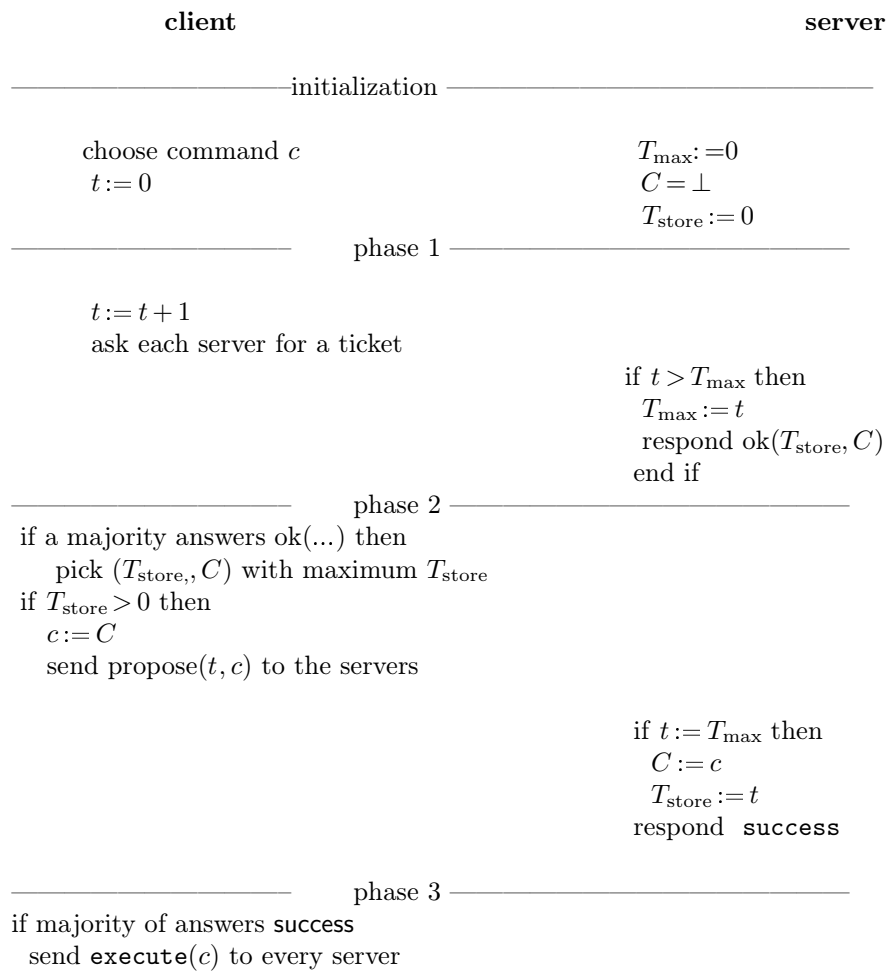 client server
initialization
choose command c T_max: =0
t := 0 C = ⊥
T_store := 0
phase 1
t := t + 1
ask each server for a ticket
if t > T_max then
T_max := t
respond ok(T_store, C)
end if
phase 2
if a majority answers ok(...) then
pick (T_store,, C) with maximum T_store
if T_store > 0 then
c := C
send propose(t, c) to the servers
if t := T_max then
C := c
T_store := t
respond success
phase 3
if majority of answers success
send execute(c) to every server